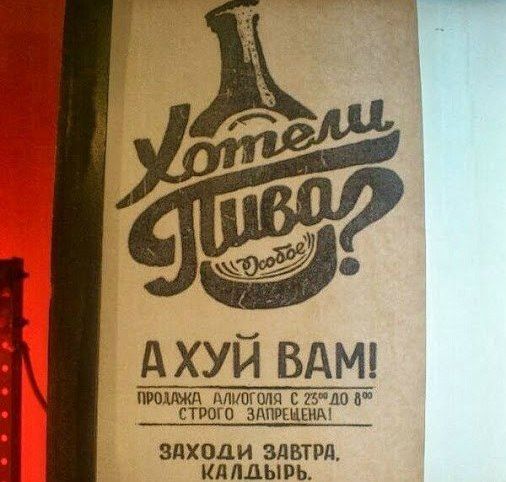 Хотели
Пива?
"Особое"
А ХУЙ ВАМ!
ПРОДАЖА АЛКОГОЛЯ С 23⁰⁰ ДО 8⁰⁰
СТРОГО ЗАПРЕЩЕНА!
ЗАХОДИ ЗАВТРА,
КАЛДЫРЬ.